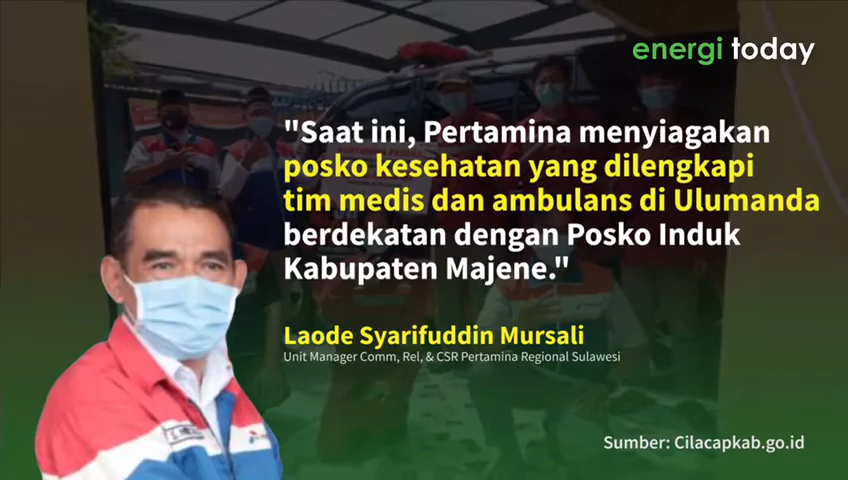 energi today
"Saat ini, Pertamina menyiagakan
posko kesehatan yang dilengkapi
tim medis dan ambulans di Ulumanda
berdekatan dengan Posko Induk
Kabupaten Majene."
Laode Syarifuddin Mursali
Unit Manager Comm, Rel, & CSR Pertamina Regional Sulawesi
Sumber: Cilacapkab.go.id